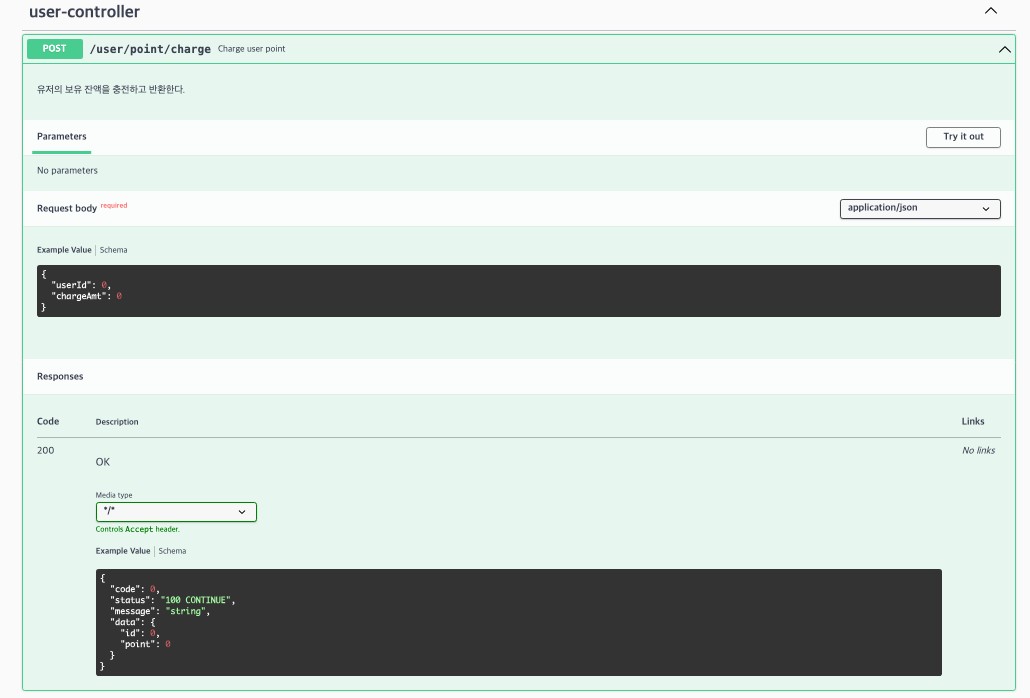 user-controller
POST /user/point/charge Charge user point
유저의 보유 잔액을 충전하고 반환한다.
Parameters Try it out
No parameters
Request body required application/json
Example Value Schema
{
"userId": 0,
"chargeAmt": 0
}
Responses
Code Description Links
200 No links
OK
Media type
*/*
Controls Accept header.
Example Value Schema
{
"code": 0,
"status": "100 CONTINUE",
"message": "string",
"data": {
"id": 0,
"point": 0
}
}